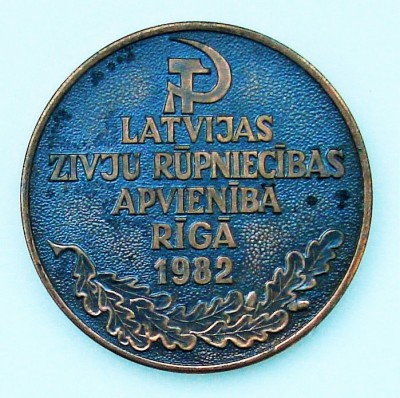 LATVIJAS
ZIVJU RŪPNIECĪBAS
APVIENĪBA
RĪGĀ
1982